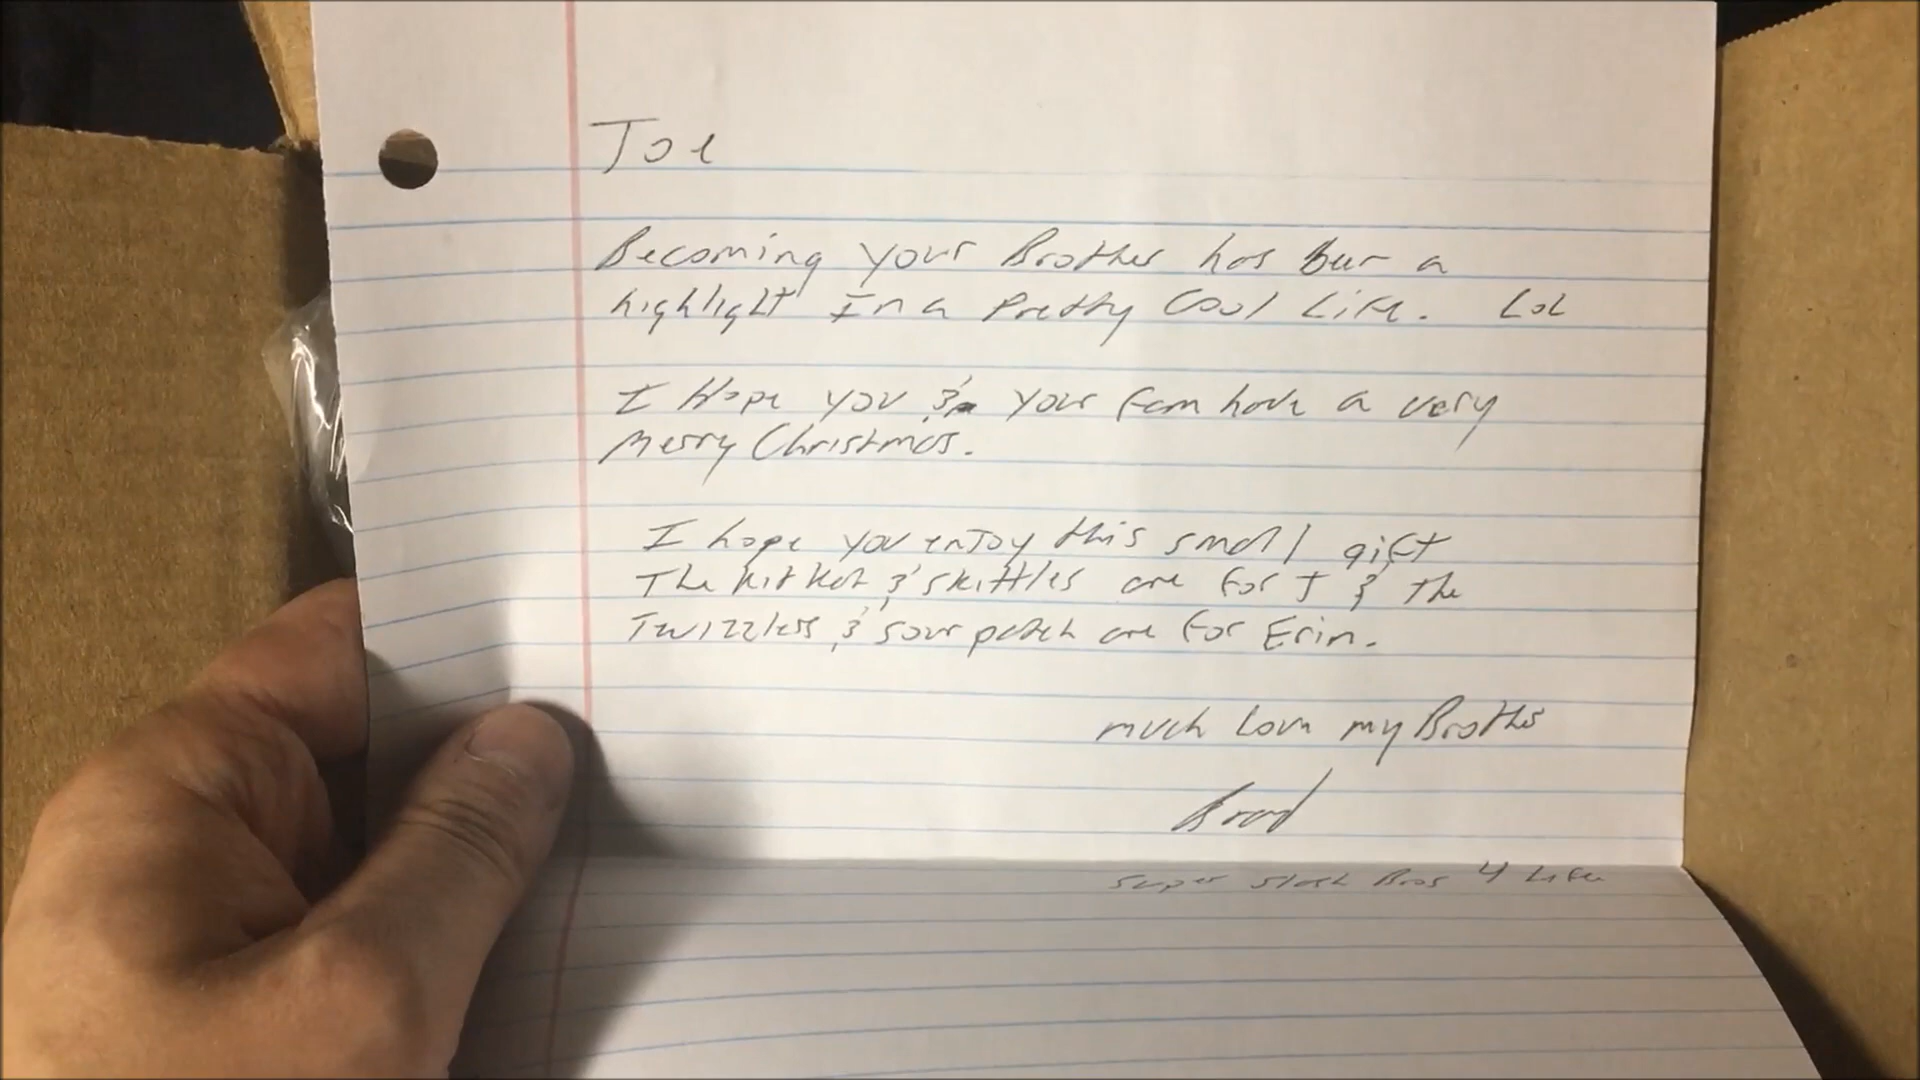 Joe
Becoming your Brother has been a
highlight In a Pretty Cool Life. LOL
I Hope you & your fam have a very
merry Christmas.
I hope you enJoy this small gift
The kit kat & skittles are for J & The
Twizzlers & sour patch are for Erin.
much Love my Brother
Brad
Super Slash Bros 4 Life